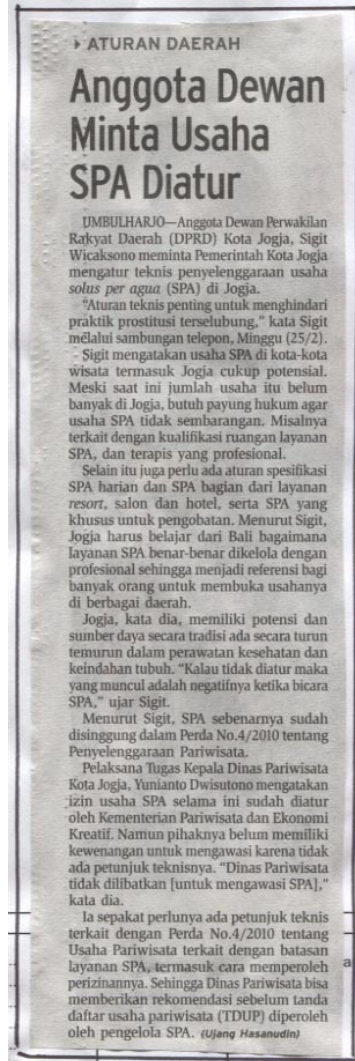 ATURAN DAERAH
Anggota Dewan
Minta Usaha
SPA Diatur
UMBULHARJO—Anggota Dewan Perwakilan
Rakyat Daerah (DPRD) Kota Jogja, Sigit
Wicaksono meminta Pemerintah Kota Jogja
mengatur teknis penyelenggaraan usaha
solus per agua (SPA) di Jogja.
"Aturan teknis penting untuk menghindari
praktik prostitusi terselubung," kata Sigit
melalui sambungan telepon, Minggu (25/2).
Sigit mengatakan usaha SPA di kota-kota
wisata termasuk Jogja cukup potensial.
Meski saat ini jumlah usaha itu belum
banyak di Jogja, butuh payung hukum agar
usaha SPA tidak sembarangan. Misalnya
terkait dengan kualifikasi ruangan layanan
SPA, dan terapis yang profesional.
Selain itu juga perlu ada aturan spesifikasi
SPA harian dan SPA bagian dari layanan
resort, salon dan hotel, serta SPA yang
khusus untuk pengobatan. Menurut Sigit,
Jogja harus belajar dari Bali bagaimana
layanan SPA benar-benar dikelola dengan
profesional sehingga menjadi referensi bagi
banyak orang untuk membuka usahanya
di berbagai daerah.
Jogja, kata dia, memiliki potensi dan
sumber daya secara tradisi ada secara turun
temurun dalam perawatan kesehatan dan
keindahan tubuh. "Kalau tidak diatur maka
yang muncul adalah negatifnya ketika bicara
SPA," ujar Sigit.
Menurut Sigit, SPA sebenarnya sudah
disinggung dalam Perda No.4/2010 tentang
Penyelenggaraan Pariwisata.
Pelaksana Tugas Kepala Dinas Pariwisata
Kota Jogja, Yunianto Dwisutono mengatakan
izin usaha SPA selama ini sudah diatur
oleh Kementerian Pariwisata dan Ekonomi
Kreatif. Namun pihaknya belum memiliki
kewenangan untuk mengawasi karena tidak
ada petunjuk teknisnya. "Dinas Pariwisata
tidak dilibatkan [untuk mengawasi SPA],"
kata dia.
Ia sepakat perlunya ada petunjuk teknis
terkait dengan Perda No.4/2010 tentang
Usaha Pariwisata terkait dengan batasan
layanan SPA, termasuk cara memperoleh
perizinannya. Sehingga Dinas Pariwisata bisa
memberikan rekomendasi sebelum tanda
daftar usaha pariwisata (TDUP) diperoleh
oleh pengelola SPA. (Ujang Hasanudin)